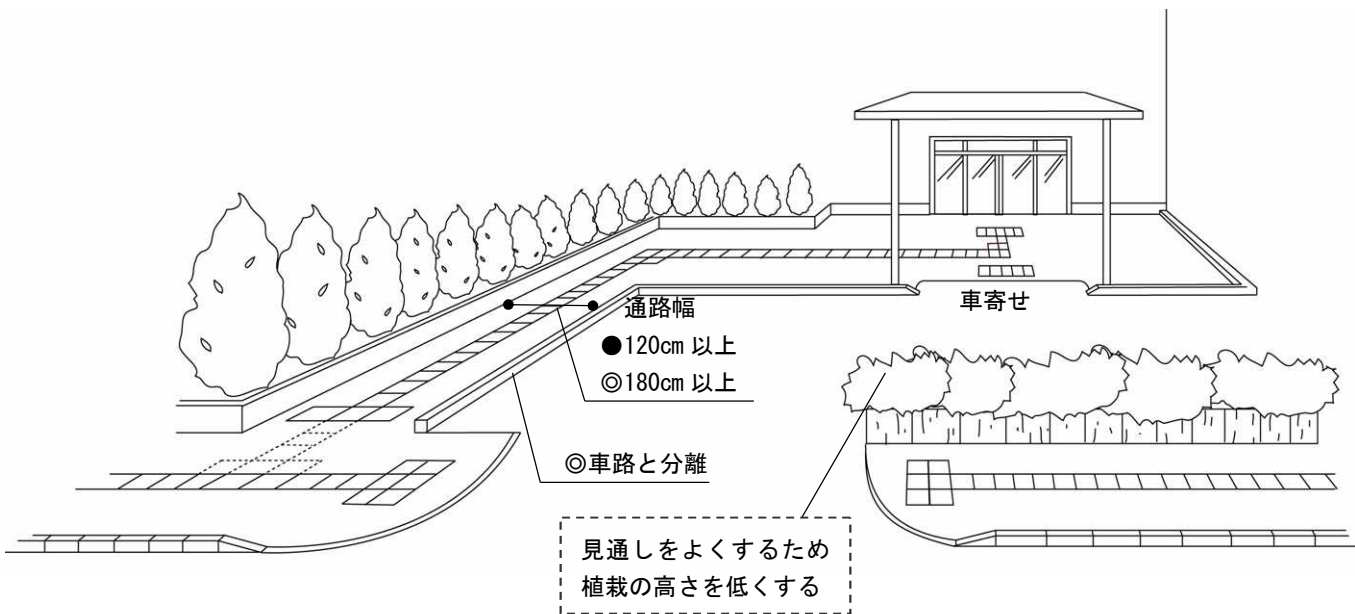 通路幅
●120cm 以上
◎180cm 以上
車寄せ
◎車路と分離
見通しをよくするため
植栽の高さを低くする